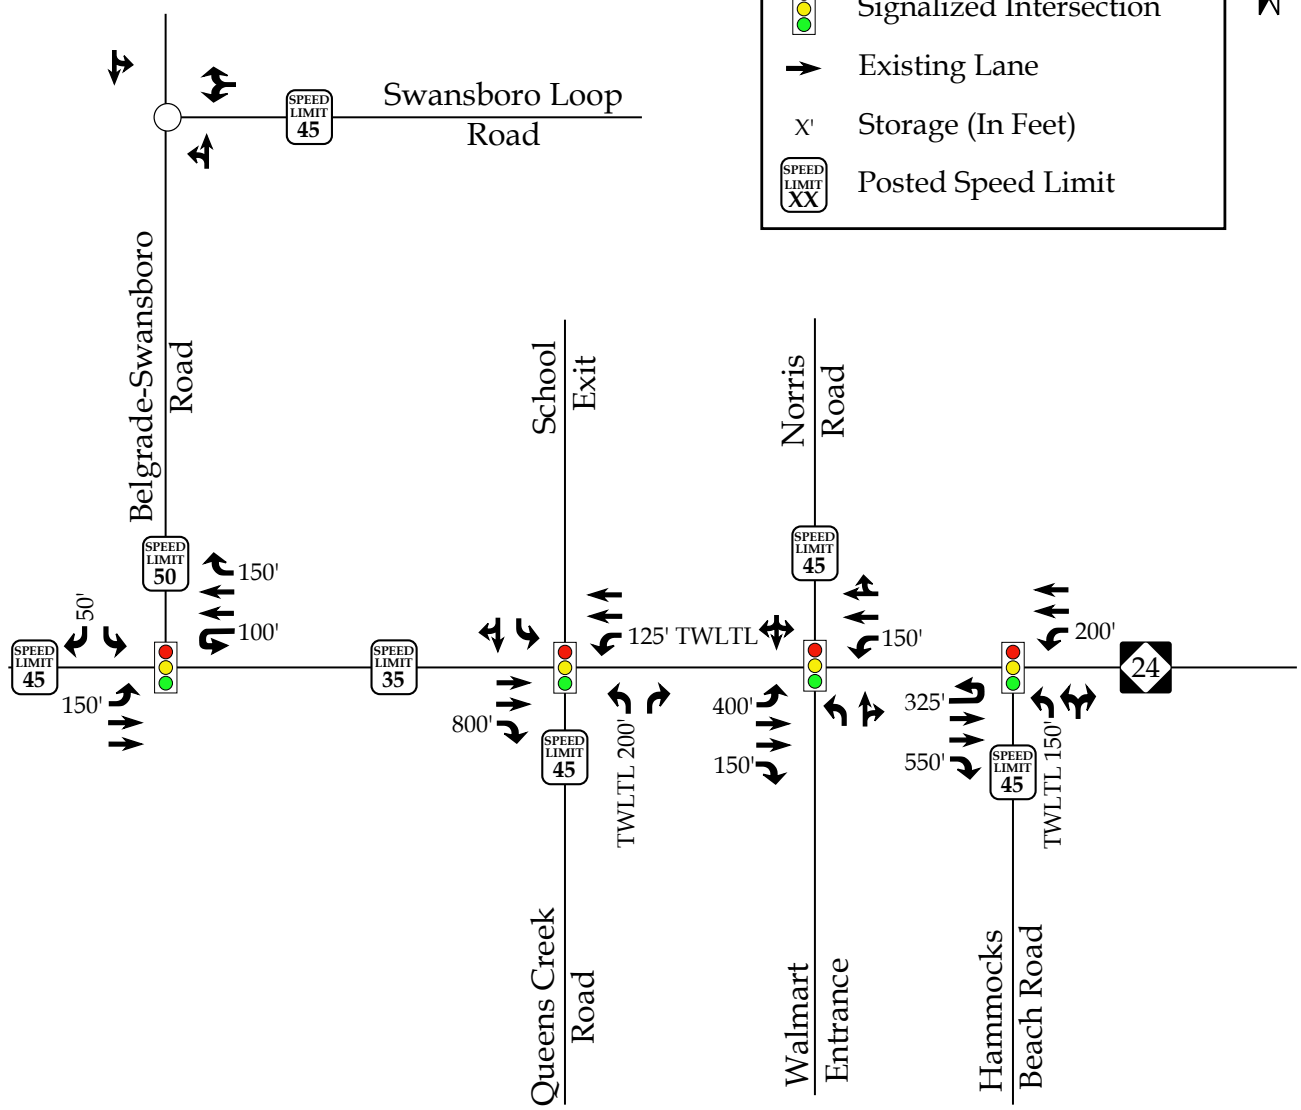 Signalized Intersection
Existing Lane
X'
Storage (In Feet)
SPEED
LIMIT
XX
Posted Speed Limit
Swansboro Loop
Road
SPEED
LIMIT
45
Belgrade-Swansboro
Road
School
Exit
Norris
Road
SPEED
LIMIT
50
150'
100'
50'
SPEED
LIMIT
45
150'
SPEED
LIMIT
35
125' TWLTL
800'
SPEED
LIMIT
45
TWLTL 200'
SPEED
LIMIT
45
150'
400'
150'
200'
24
325'
550'
SPEED
LIMIT
45
TWLTL 150'
Queens Creek
Road
Walmart
Entrance
Hammocks
Beach Road